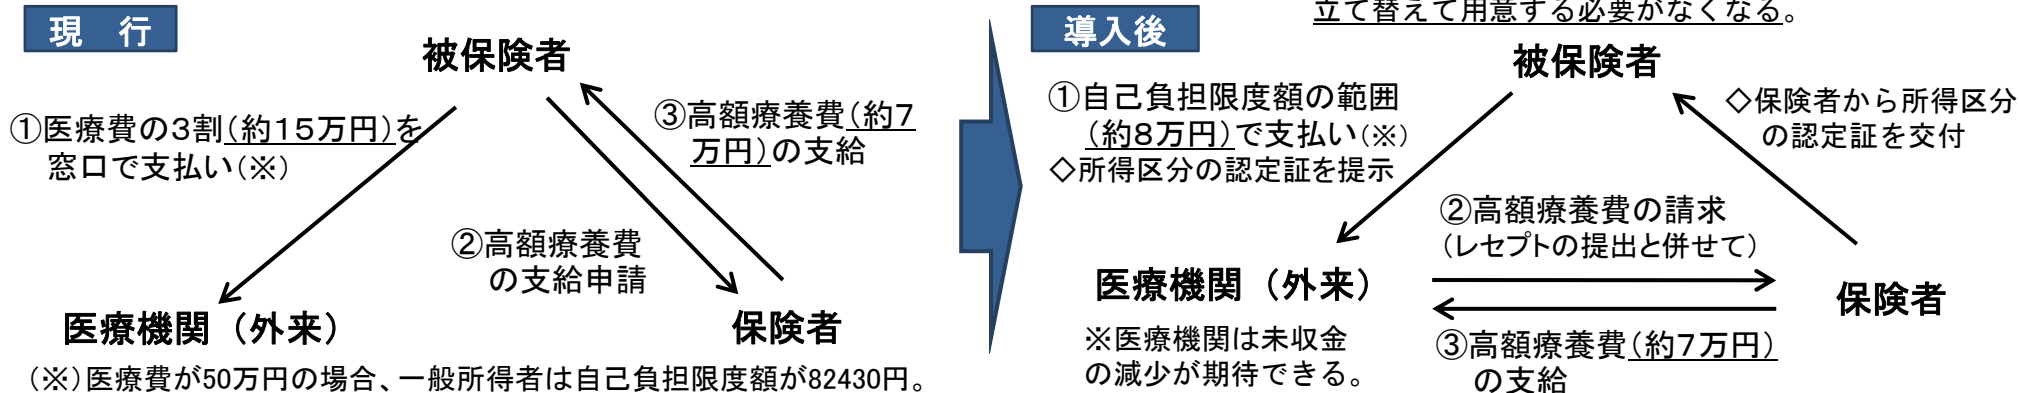 現　行
被保険者
①医療費の3割(約15万円)を
窓口で支払い(※)
③高額療養費(約7
万円)の支給
②高額療養費
の支給申請
医療機関（外来）
保険者
(※)医療費が50万円の場合、一般所得者は自己負担限度額が82430円。
立て替えて用意する必要がなくなる。
導入後
被保険者
①自己負担限度額の範囲
(約8万円)で支払い(※)
◇所得区分の認定証を提示
◇保険者から所得区分
の認定証を交付
②高額療養費の請求
(レセプトの提出と併せて)
医療機関（外来）
保険者
※医療機関は未収金
の減少が期待できる。
③高額療養費(約7万円)
の支給